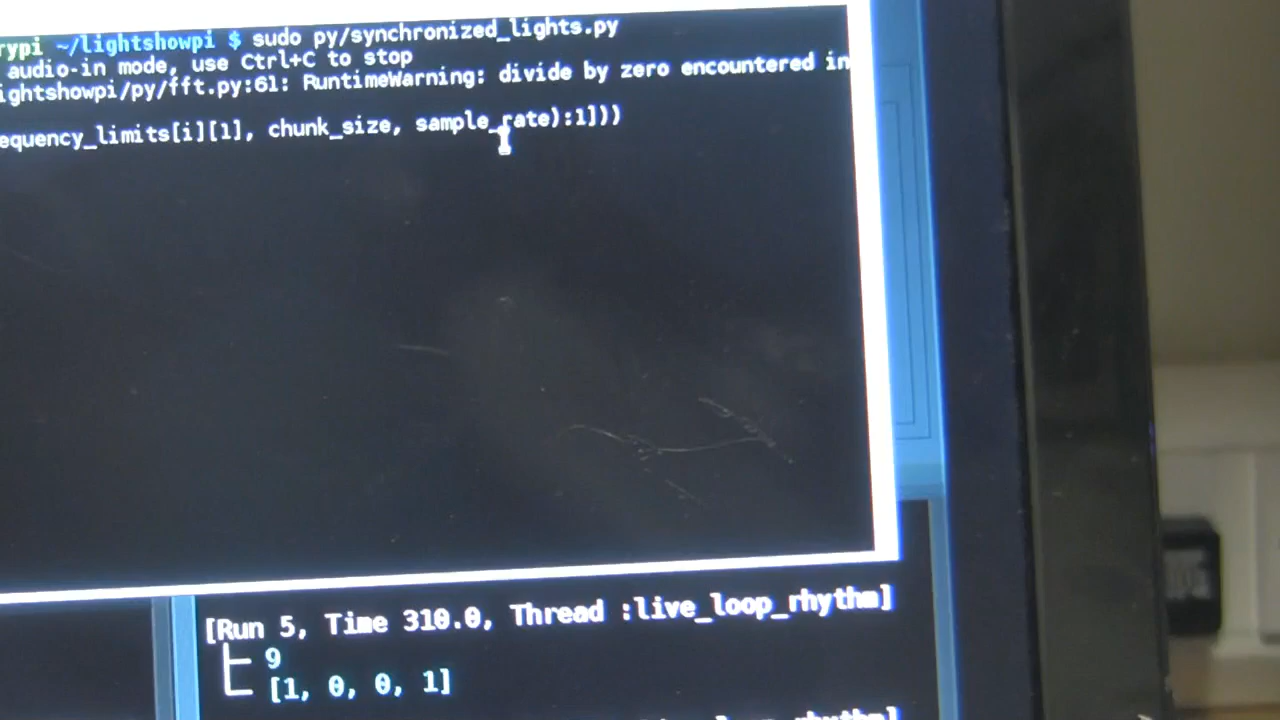 rypi ~/lightshowpi $ sudo py/synchronized_lights.py
audio-in mode, use Ctrl+C to stop
ightshowpi/py/fft.py:61: RuntimeWarning: divide by zero encountered in
equency_limits[i][1], chunk_size, sample_rate):1]))
[Run 5, Time 310.0, Thread :live_loop_rhythm]
9
[1, 0, 0, 1]